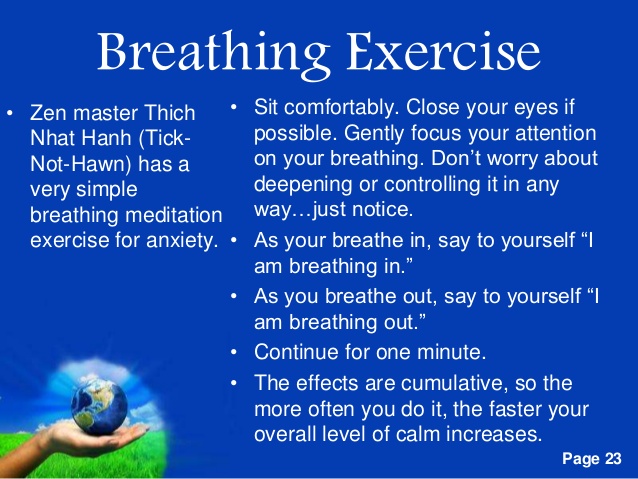 Breathing Exercise
• Zen master Thich
Nhat Hanh (Tick-
Not-Hawn) has a
very simple
breathing meditation
exercise for anxiety.
• Sit comfortably. Close your eyes if
possible. Gently focus your attention
on your breathing. Don’t worry about
deepening or controlling it in any
way…just notice.
• As your breathe in, say to yourself “I
am breathing in.”
• As you breathe out, say to yourself “I
am breathing out.”
• Continue for one minute.
• The effects are cumulative, so the
more often you do it, the faster your
overall level of calm increases.
Page 23